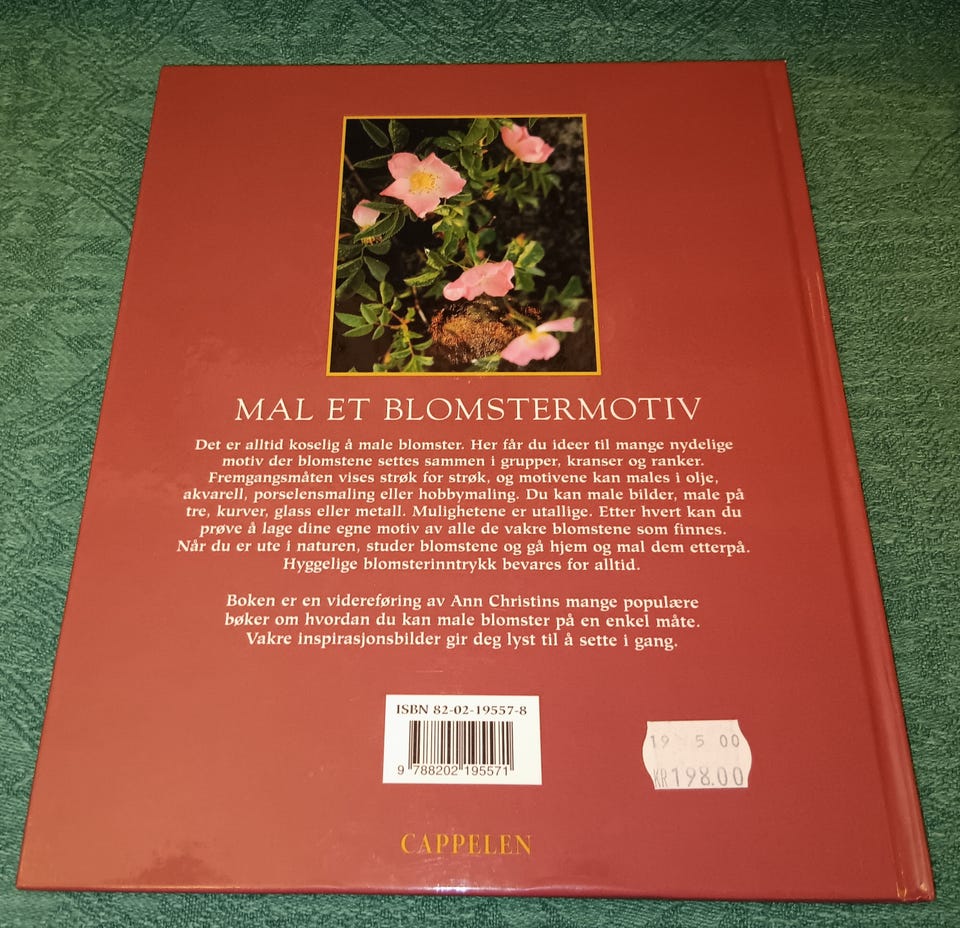 MAL ET BLOMSTERMOTIV
Det er alltid koselig å male blomster. Her får du ideer til mange nydelige
motiv der blomstene settes sammen i grupper, kranser og ranker.
Fremgangsmåten vises strøk for strøk, og motivene kan males i olje,
akvarell, porselensmaling eller hobbymaling. Du kan male bilder, male på
tre, kurver, glass eller metall. Mulighetene er utallige. Etter hvert kan du
prøve å lage dine egne motiv av alle de vakre blomstene som finnes.
Når du er ute i naturen, studer blomstene og gå hjem og mal dem etterpå.
Hyggelige blomsterinntrykk bevares for alltid.
Boken er en videreføring av Ann Christins mange populære
bøker om hvordan du kan male blomster på en enkel måte.
Vakre inspirasjonsbilder gir deg lyst til å sette i gang.
ISBN 82-02-19557-8
9 788202 195571
19 5 00
KR 198.00
CAPPELEN